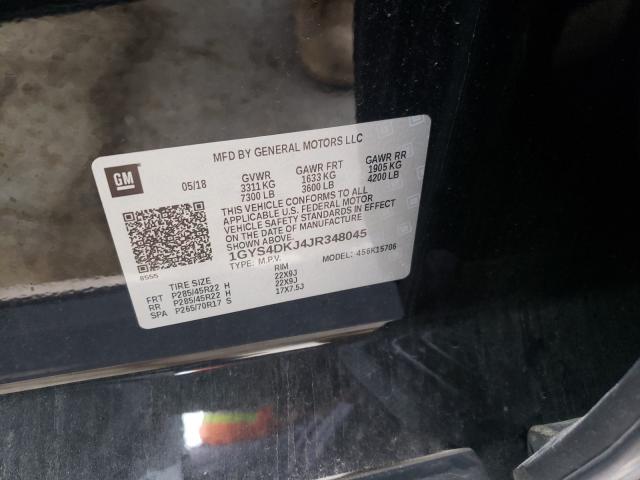 MFD BY GENERAL MOTORS LLC
GM
05/18 GVWR GAWR FRT GAWR RR
3311 KG 1633 KG 1905 KG
7300 LB 3600 LB 4200 LB
THIS VEHICLE CONFORMS TO ALL
APPLICABLE U.S. FEDERAL MOTOR
VEHICLE SAFETY STANDARDS IN EFFECT
ON THE DATE OF MANUFACTURE
SHOWN ABOVE.
1GYS4DKJ4JR348045
8555 TYPE: M.P.V. MODEL: 4S6K15706
TIRE SIZE RIM
FRT P285/45R22 H 22X9J
RR P285/45R22 H 22X9J
SPA P265/70R17 S 17X7.5J